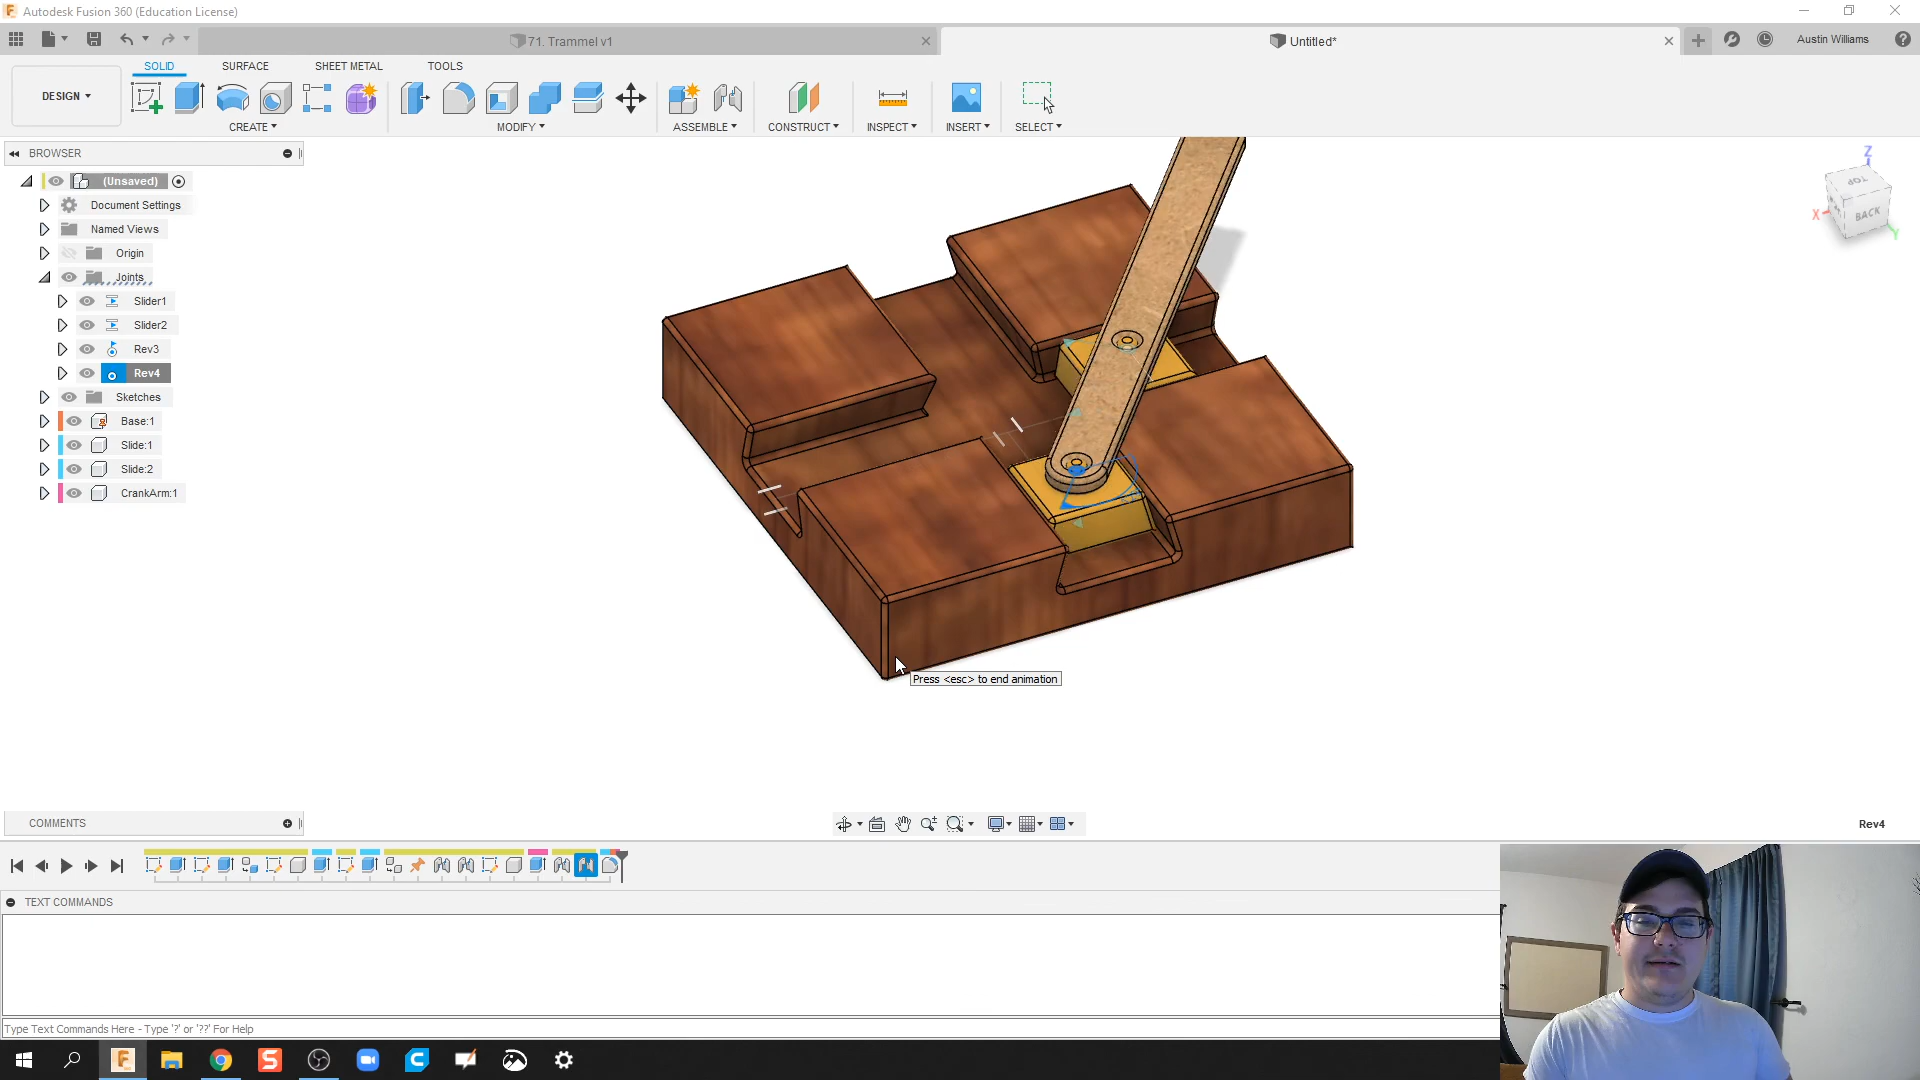 Autodesk Fusion 360 (Education License)
71. Trammel v1
Untitled*
Austin Williams
DESIGN
SOLID
SURFACE
SHEET METAL
TOOLS
CREATE
MODIFY
ASSEMBLE
CONSTRUCT
INSPECT
INSERT
SELECT
BROWSER
(Unsaved)
Document Settings
Named Views
Origin
Joints
Slider1
Slider2
Rev3
Rev4
Sketches
Base:1
Slide:1
Slide:2
CrankArm:1
Z
TOP
BACK
X
Y
Press <esc> to end animation
COMMENTS
Rev4
TEXT COMMANDS
Type Text Commands Here - Type '?' or '??' For Help